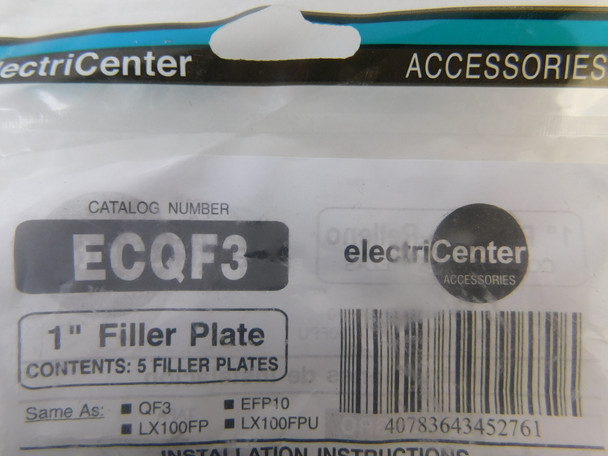 lectriCenter ACCESSORIES
CATALOG NUMBER
ECQF3
electriCenter
ACCESSORIES
1" Filler Plate
CONTENTS: 5 FILLER PLATES
Same As: ■ QF3 ■ EFP10
■ LX100FP ■ LX100FPU
40783643452761
INSTALLATION INSTRUCTIONS